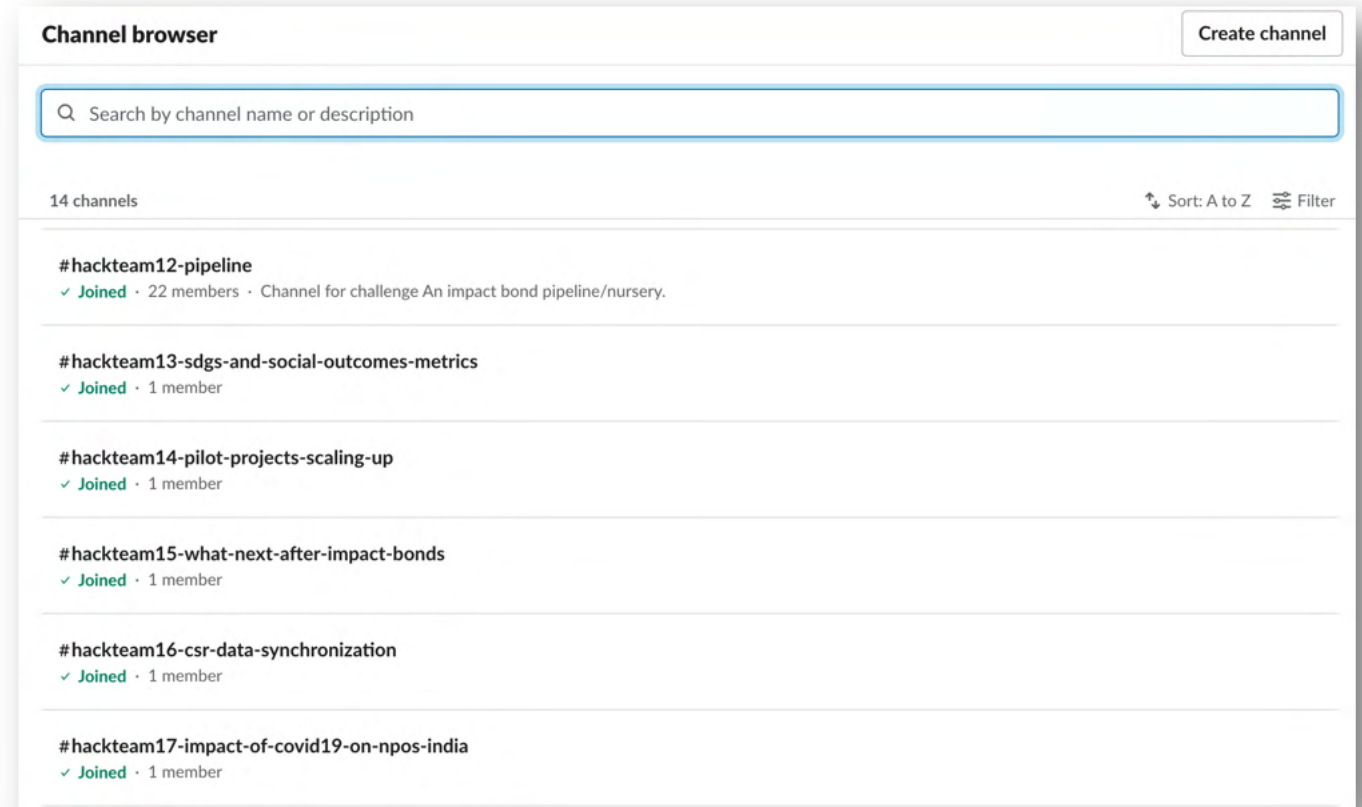 Channel browser
Create channel
Search by channel name or description
14 channels
Sort: A to Z
Filter
#hackteam12-pipeline
✓ Joined · 22 members · Channel for challenge An impact bond pipeline/nursery.
#hackteam13-sdgs-and-social-outcomes-metrics
✓ Joined · 1 member
#hackteam14-pilot-projects-scaling-up
✓ Joined · 1 member
#hackteam15-what-next-after-impact-bonds
✓ Joined · 1 member
#hackteam16-csr-data-synchronization
✓ Joined · 1 member
#hackteam17-impact-of-covid19-on-npos-india
✓ Joined · 1 member